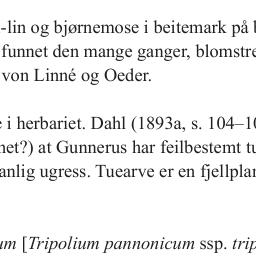 -lin og bjørnemose i beitemark på
funnet den mange ganger, blomstre
von Linné og Oeder.
i herbariet. Dahl (1893a, s. 104–10
net?) at Gunnerus har feilbestemt tu
anlig ugress. Tuearve er en fjellplan
um [Tripolium pannonicum ssp. trip